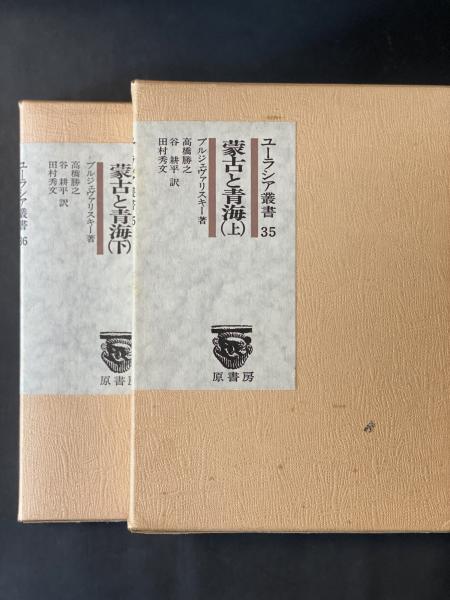 ユーラシア叢書 35
蒙古と青海(上)
プルジェヴァリスキー著
高橋勝之
谷 耕平 訳
田村秀文
原書房
ユーラシア叢書 36
蒙古と青海(下)
プルジェヴァリスキー著
高橋勝之
谷 耕平 訳
田村秀文
原書房